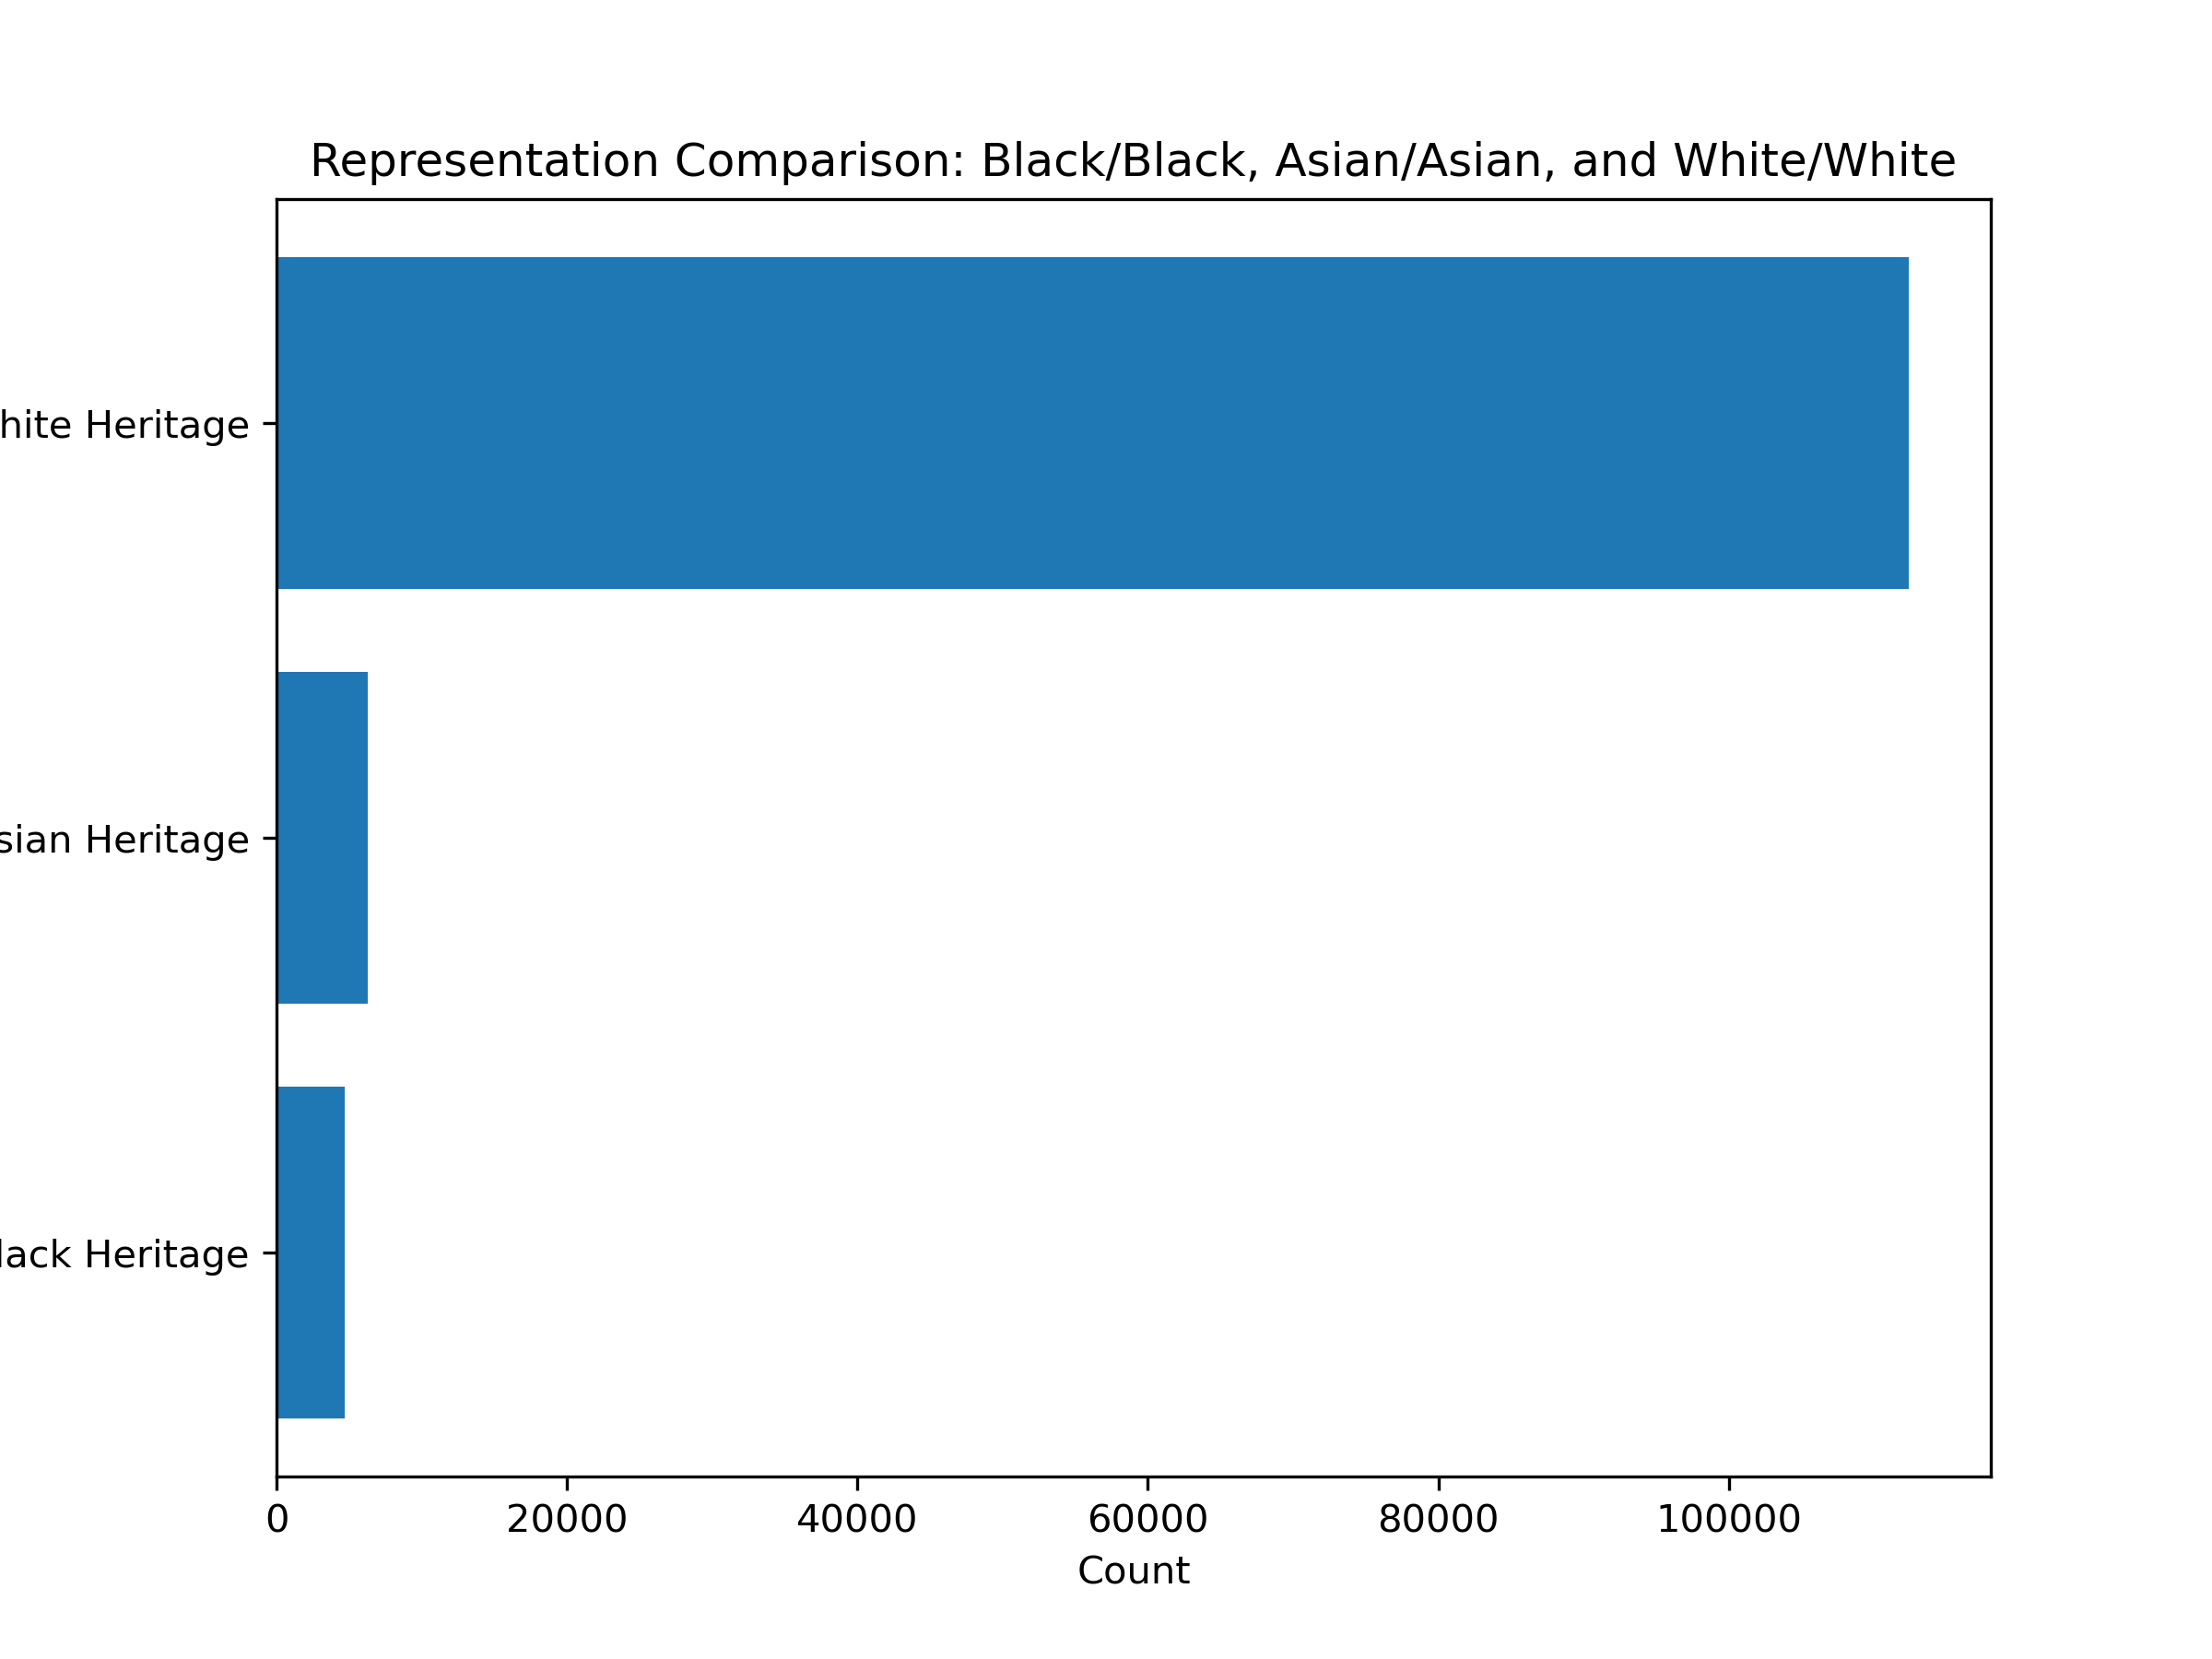 Representation Comparison: Black/Black, Asian/Asian, and White/White
hite Heritage
sian Heritage
lack Heritage
0 20000 40000 60000 80000 100000
Count